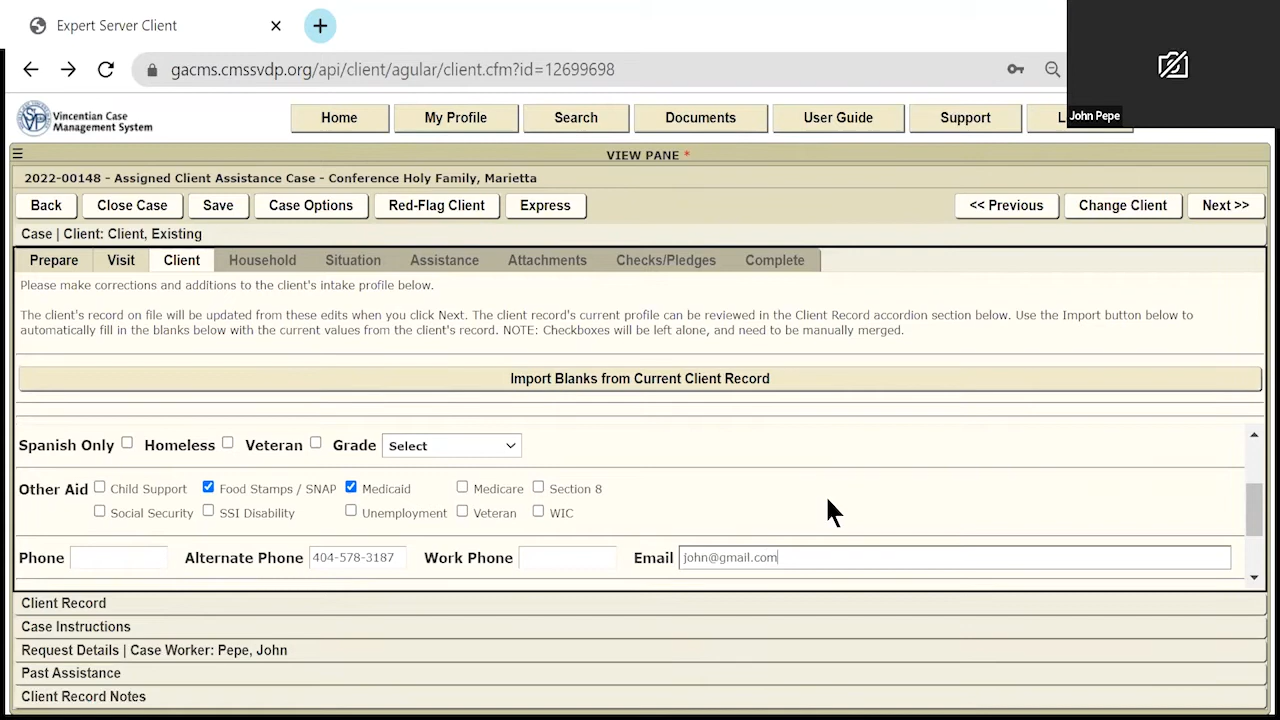 Expert Server Client
gacms.cmssvdp.org/api/client/agular/client.cfm?id=12699698
John Pepe
SVDP
Vincentian Case
Management System
Home My Profile Search Documents User Guide Support L
VIEW PANE *
2022-00148 - Assigned Client Assistance Case - Conference Holy Family, Marietta
Back Close Case Save Case Options Red-Flag Client Express << Previous Change Client Next >>
Case | Client: Client, Existing
Prepare Visit Client Household Situation Assistance Attachments Checks/Pledges Complete
Please make corrections and additions to the client's intake profile below.
The client's record on file will be updated from these edits when you click Next. The client record's current profile can be reviewed in the Client Record accordion section below. Use the Import button below to
automatically fill in the blanks below with the current values from the client's record. NOTE: Checkboxes will be left alone, and need to be manually merged.
Import Blanks from Current Client Record
Spanish Only Homeless Veteran Grade Select
Other Aid Child Support Food Stamps / SNAP Medicaid Medicare Section 8
Social Security SSI Disability Unemployment Veteran WIC
Phone Alternate Phone 404-578-3187 Work Phone Email john@gmail.com
Client Record
Case Instructions
Request Details | Case Worker: Pepe, John
Past Assistance
Client Record Notes